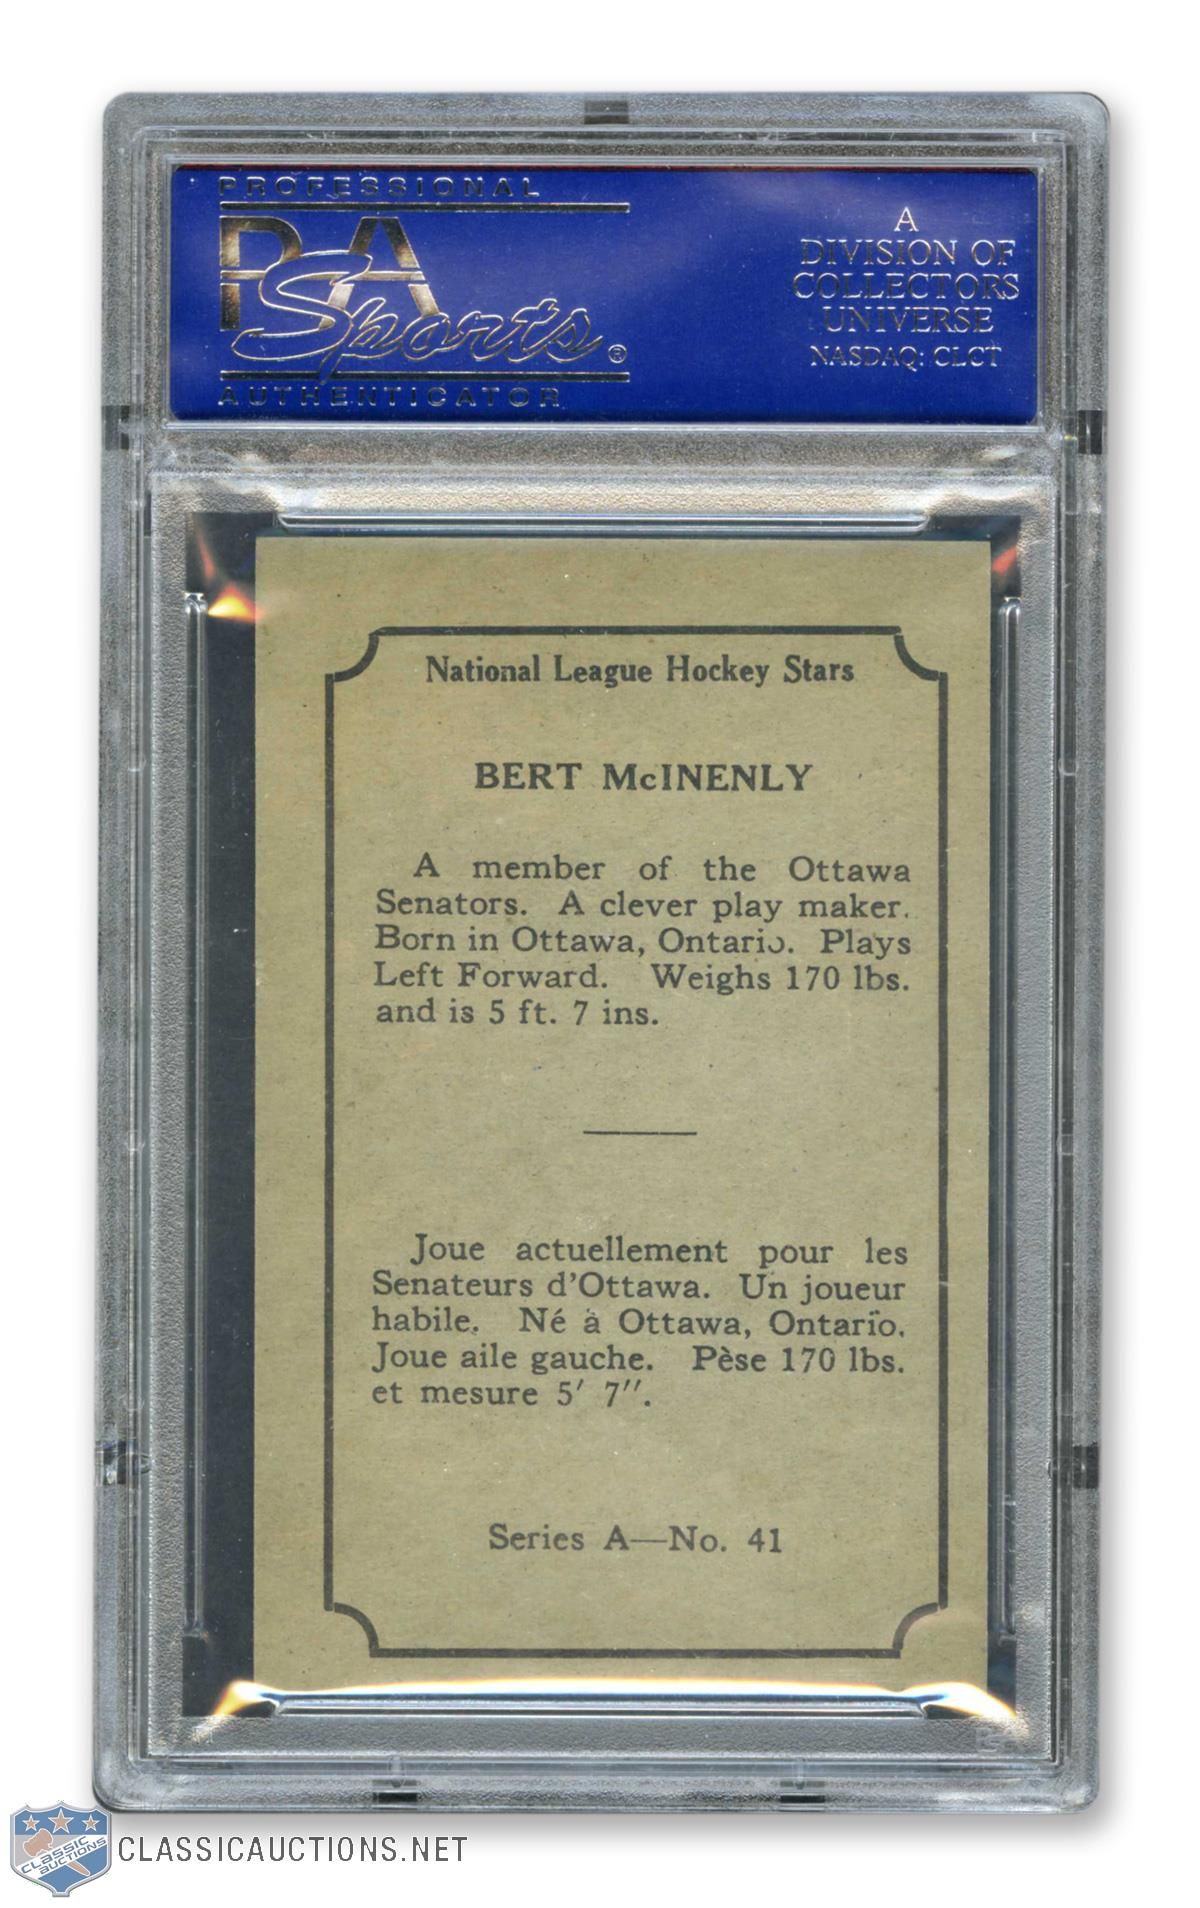 PROFESSIONAL
PSA
Sports®
AUTHENTICATOR
A
DIVISION OF
COLLECTORS
UNIVERSE
NASDAQ: CLCT
National League Hockey Stars
BERT McINENLY
A member of the Ottawa
Senators. A clever play maker.
Born in Ottawa, Ontario. Plays
Left Forward. Weighs 170 lbs.
and is 5 ft. 7 ins.
Joue actuellement pour les
Senateurs d'Ottawa. Un joueur
habile. Né à Ottawa, Ontario.
Joue aile gauche. Pèse 170 lbs.
et mesure 5' 7".
Series A—No. 41
CLASSIC
AUCTIONS
CLASSICAUCTIONS.NET